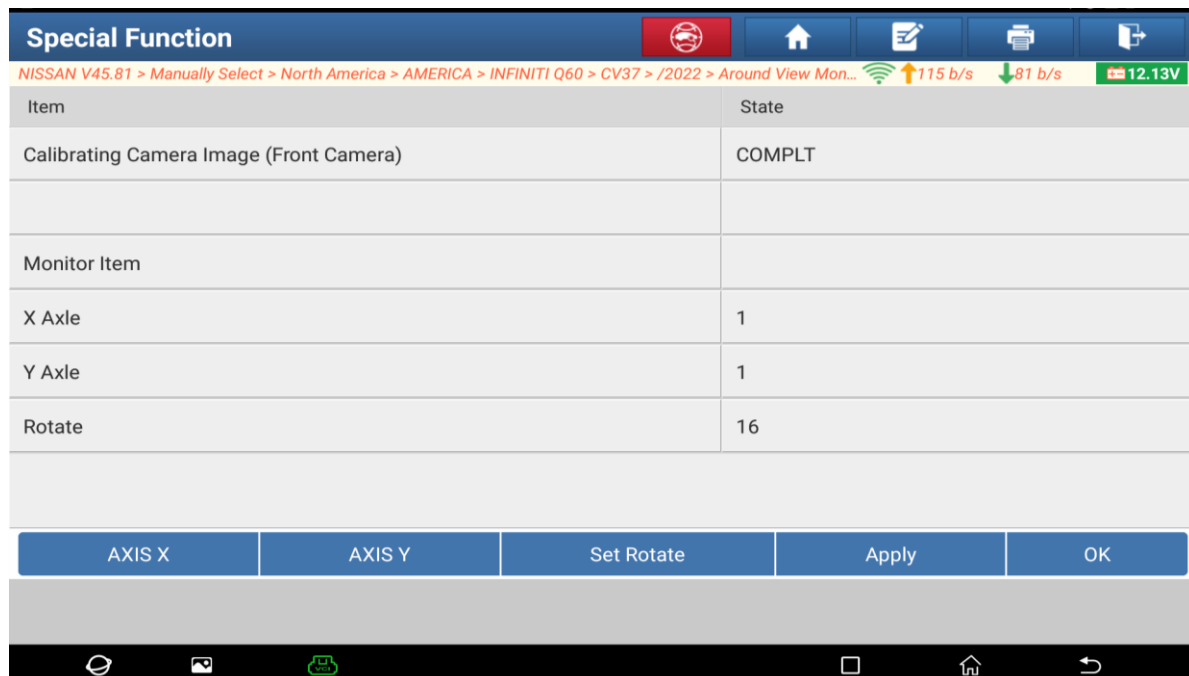 Special Function
NISSAN V45.81 > Manually Select > North America > AMERICA > INFINITI Q60 > CV37 > /2022 > Around View Mon... 115 b/s 81 b/s 12.13V
Item State
Calibrating Camera Image (Front Camera) COMPLT
Monitor Item
X Axle 1
Y Axle 1
Rotate 16
AXIS X AXIS Y Set Rotate Apply OK
VCI